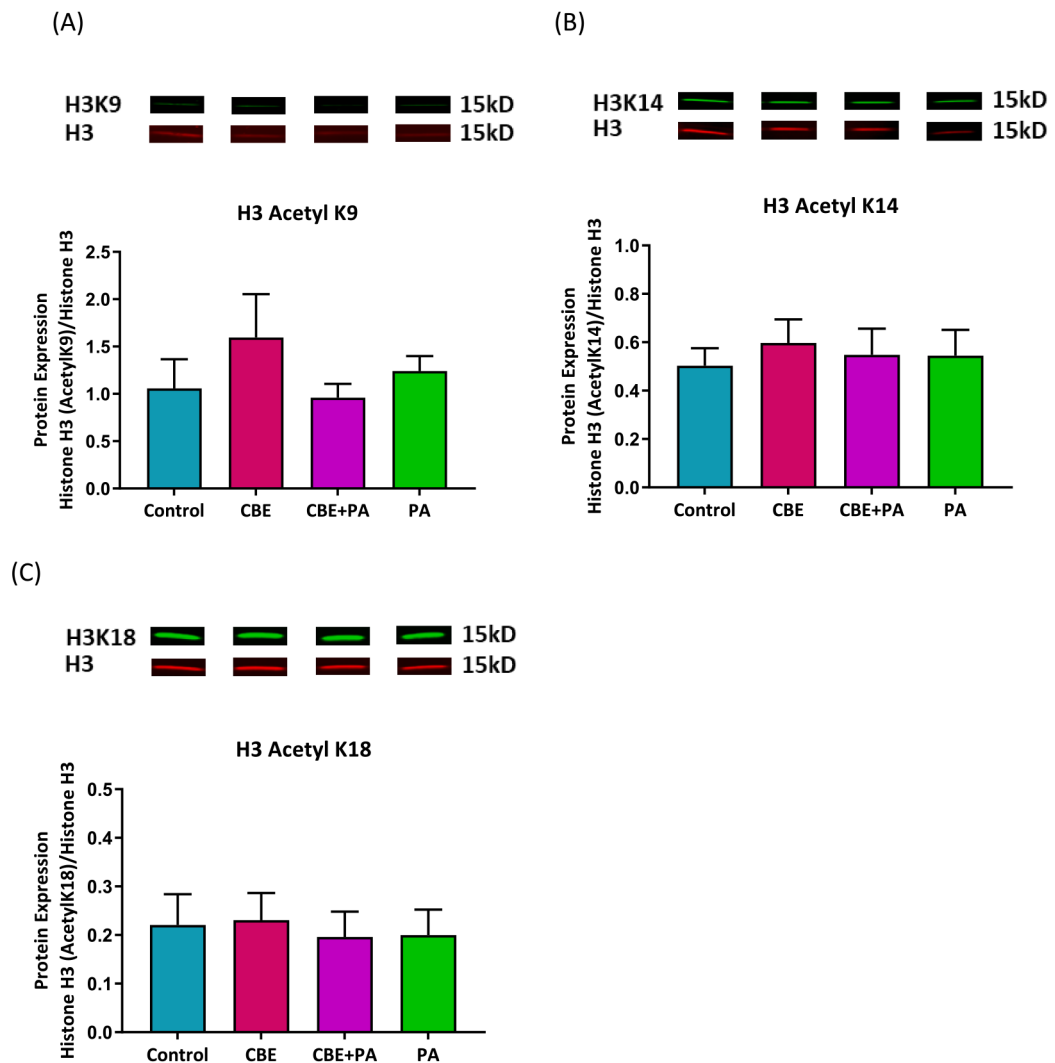 (A)
H3K9 15kD
H3 15kD
H3 Acetyl K9
Protein Expression
Histone H3 (AcetylK9)/Histone H3
2.5
2.0
1.5
1.0
0.5
0.0
Control CBE CBE+PA PA
(B)
H3K14 15kD
H3 15kD
H3 Acetyl K14
Protein Expression
Histone H3 (AcetylK14)/Histone H3
1.0
0.8
0.6
0.4
0.2
0.0
Control CBE CBE+PA PA
(C)
H3K18 15kD
H3 15kD
H3 Acetyl K18
Protein Expression
Histone H3 (AcetylK18)/Histone H3
0.5
0.4
0.3
0.2
0.1
0.0
Control CBE CBE+PA PA